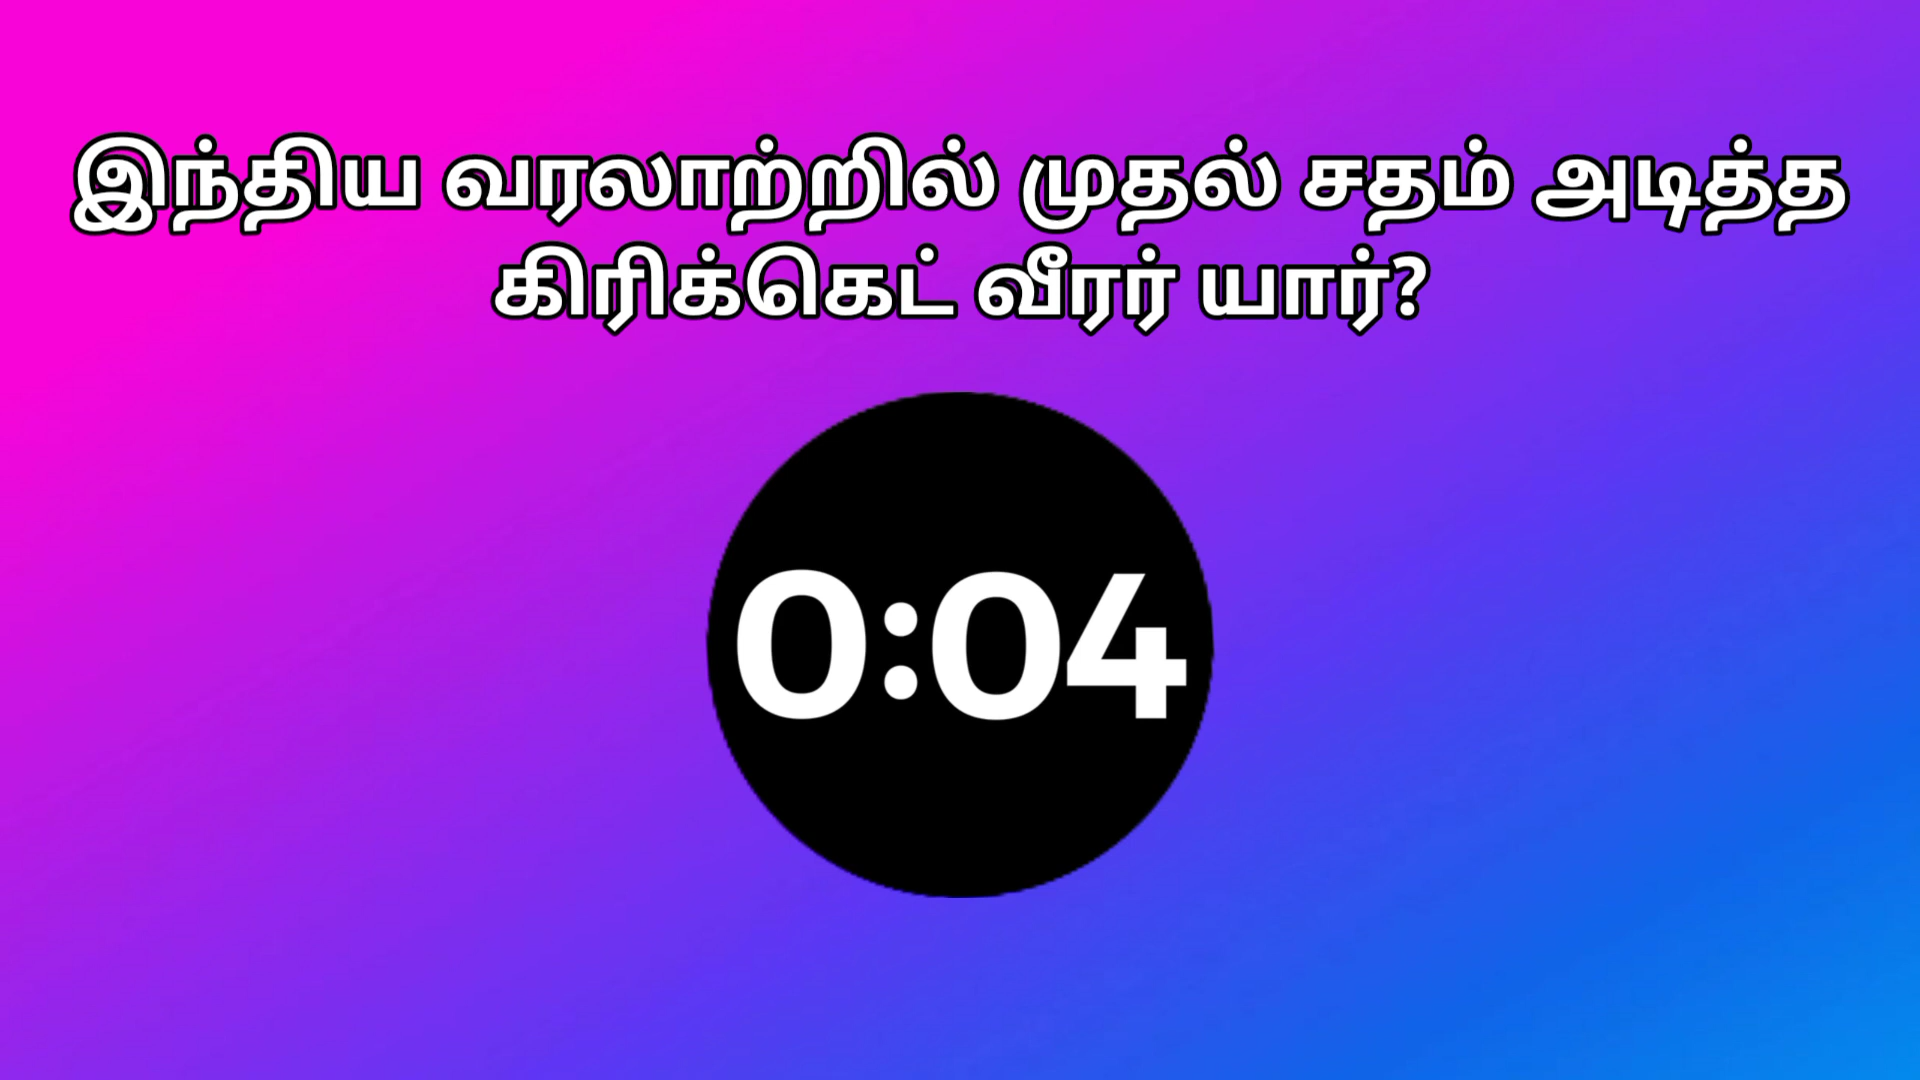 இந்திய வரலாற்றில் முதல் சதம் அடித்த
கிரிக்கெட் வீரர் யார்?
0:04